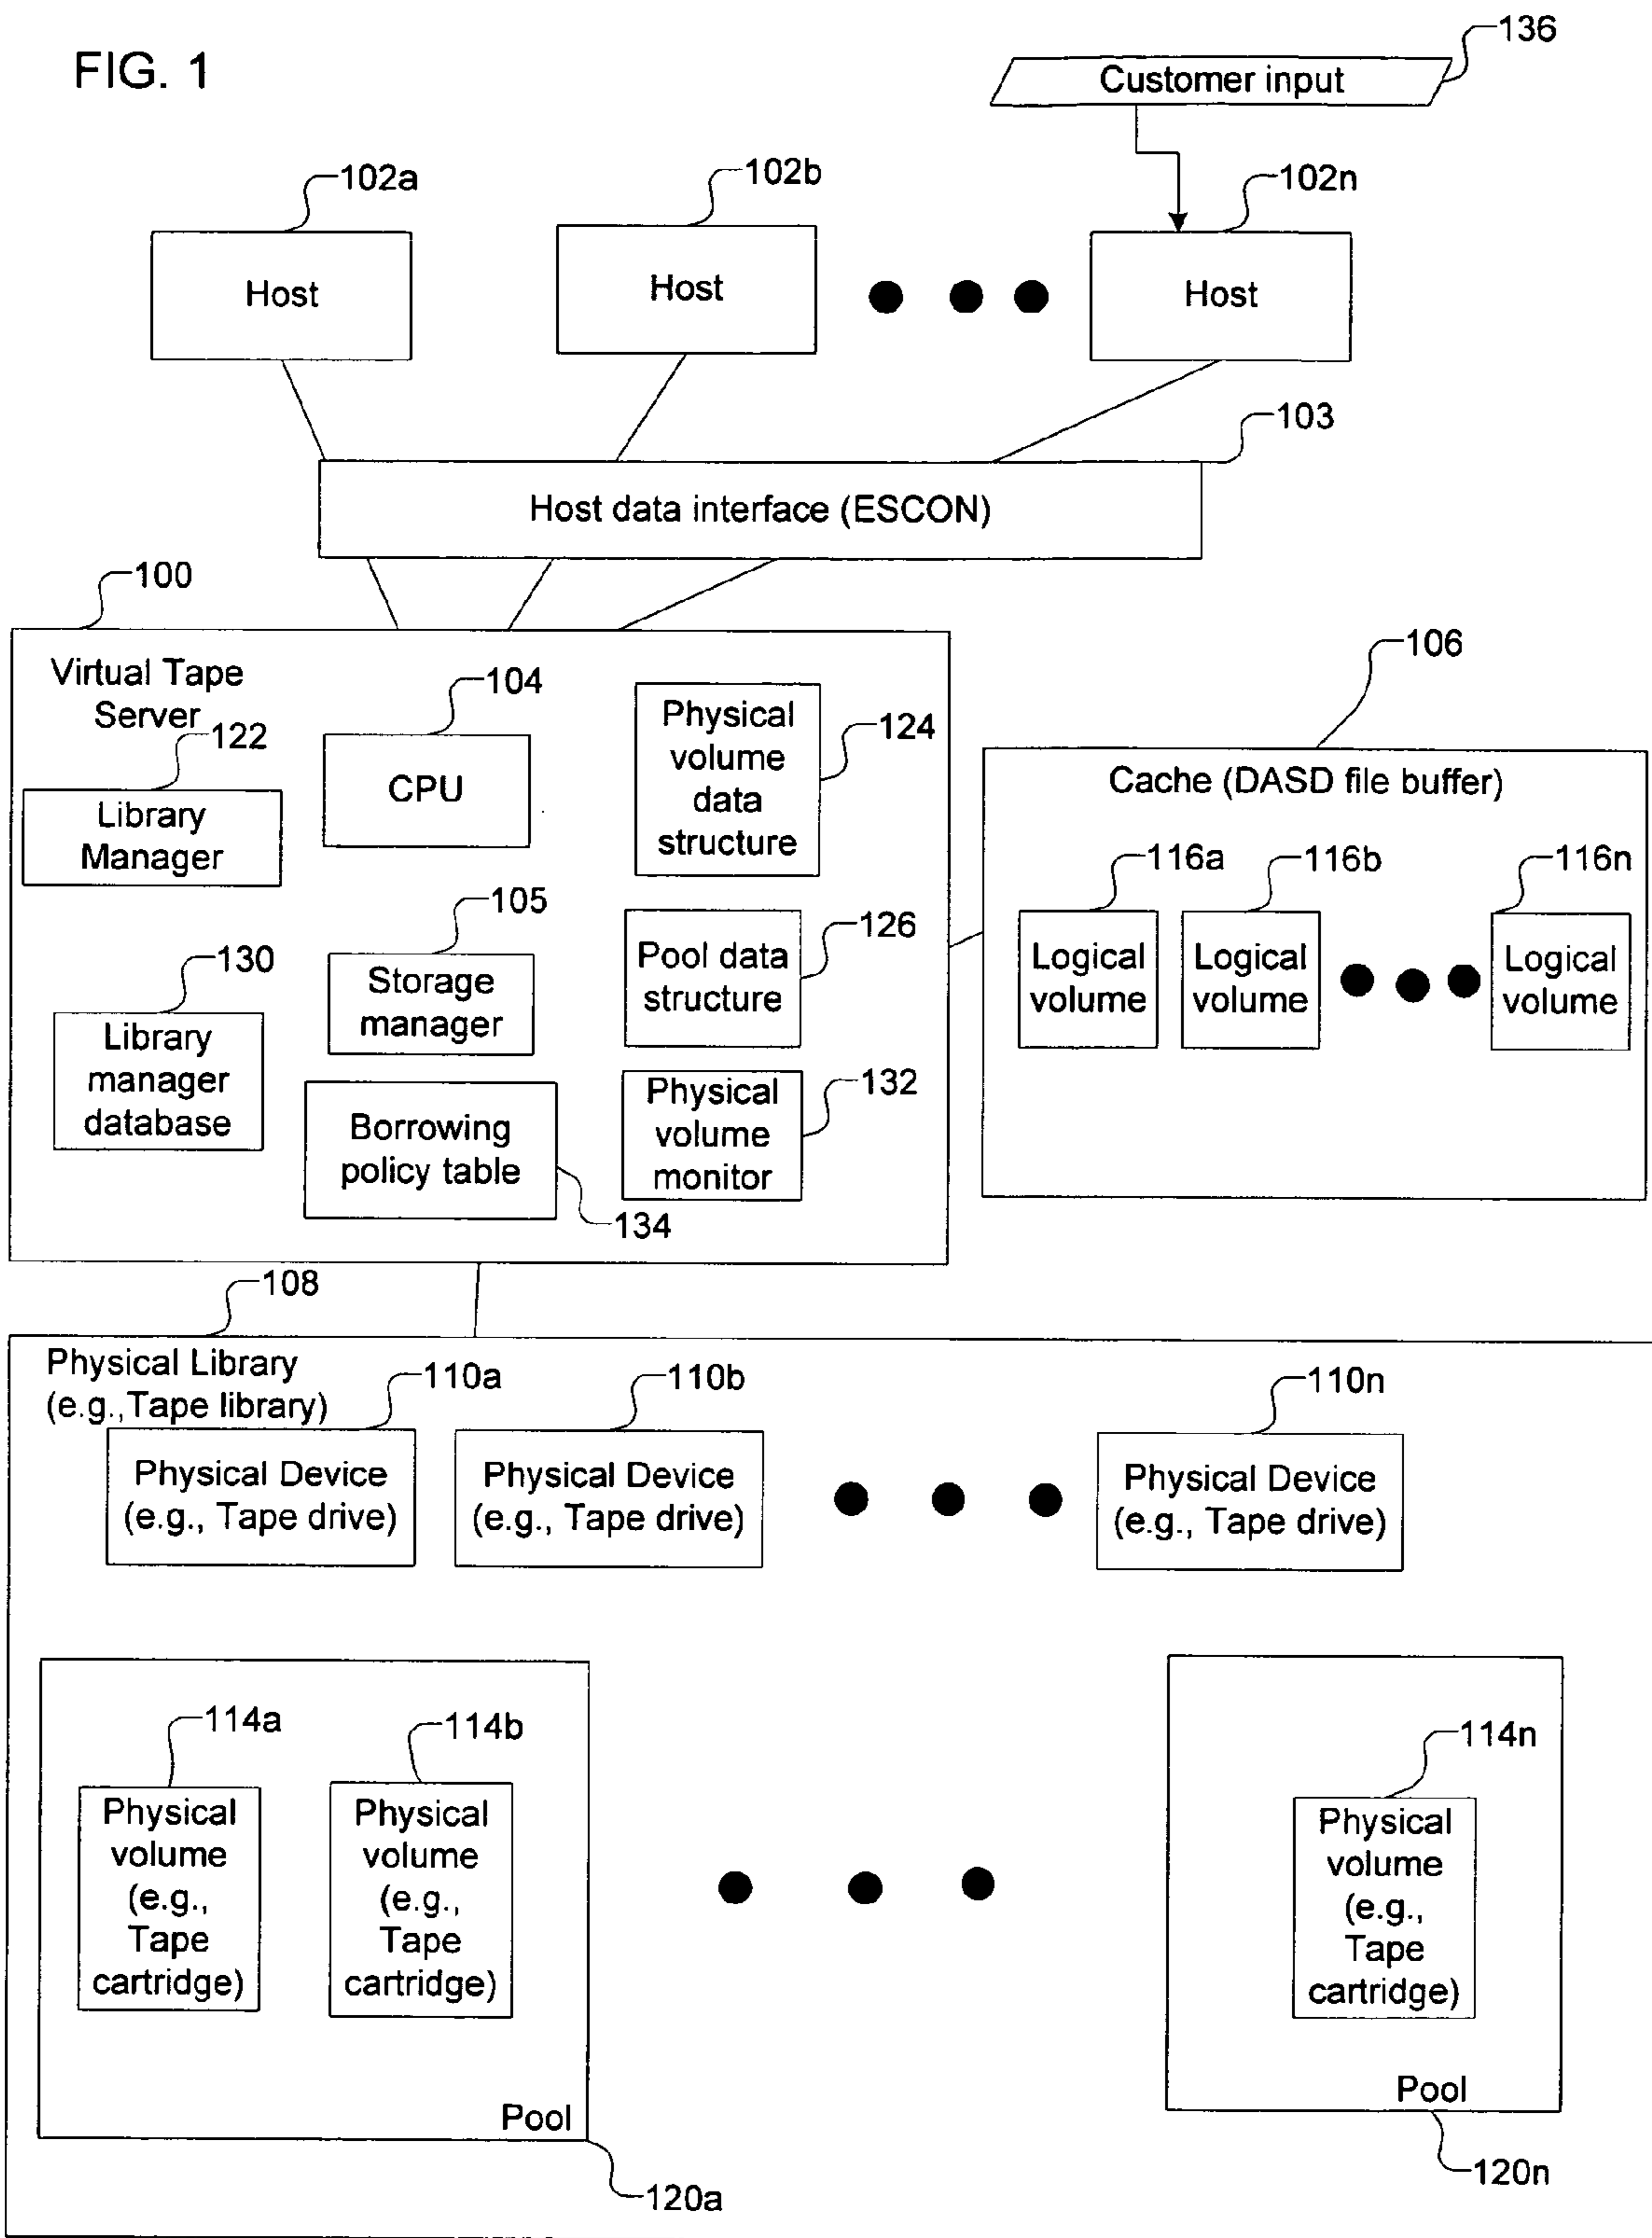 FIG. 1
136
Customer input
102a
102b
102n
Host
Host
Host
103
Host data interface (ESCON)
100
Virtual Tape
Server
122
Library
Manager
104
CPU
Physical
volume
data
structure
124
106
Cache (DASD file buffer)
116a
116b
116n
Logical
volume
Logical
volume
Logical
volume
105
Storage
manager
Pool data
structure
126
130
Library
manager
database
Borrowing
policy table
134
Physical
volume
monitor
132
108
Physical Library
(e.g.,Tape library)
110a
110b
110n
Physical Device
(e.g., Tape drive)
Physical Device
(e.g., Tape drive)
Physical Device
(e.g., Tape drive)
114a
114b
114n
Physical
volume
(e.g.,
Tape
cartridge)
Physical
volume
(e.g.,
Tape
cartridge)
Physical
volume
(e.g.,
Tape
cartridge)
Pool
Pool
120a
120n